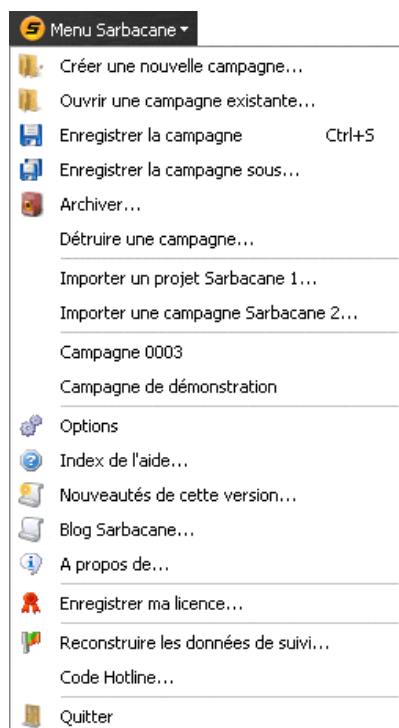 S Menu Sarbacane
Créer une nouvelle campagne...
Ouvrir une campagne existante...
Enregistrer la campagne Ctrl+S
Enregistrer la campagne sous...
Archiver...
Détruire une campagne...
Importer un projet Sarbacane 1...
Importer une campagne Sarbacane 2...
Campagne 0003
Campagne de démonstration
Options
Index de l'aide...
Nouveautés de cette version...
Blog Sarbacane...
A propos de...
Enregistrer ma licence...
Reconstruire les données de suivi...
Code Hotline...
Quitter